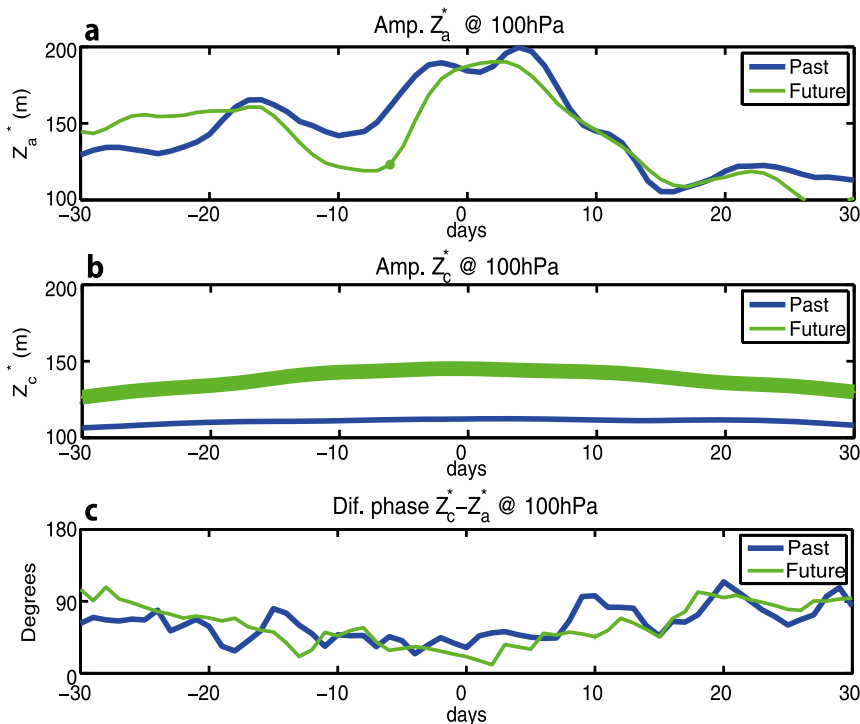 a
Amp. Z*a @ 100hPa
Z*a (m)
200
150
100
Past
Future
−30 −20 −10 0 10 20 30
days
b
Amp. Z*c @ 100hPa
Z*c (m)
200
150
100
Past
Future
−30 −20 −10 0 10 20 30
days
c
Dif. phase Z*c−Z*a @ 100hPa
Degrees
180
90
0
Past
Future
−30 −20 −10 0 10 20 30
days